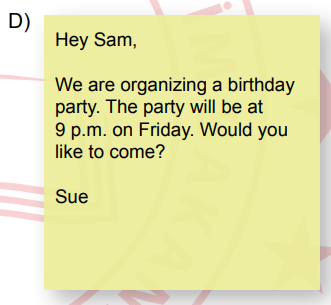 D)
Hey Sam,
We are organizing a birthday
party. The party will be at
9 p.m. on Friday. Would you
like to come?
Sue